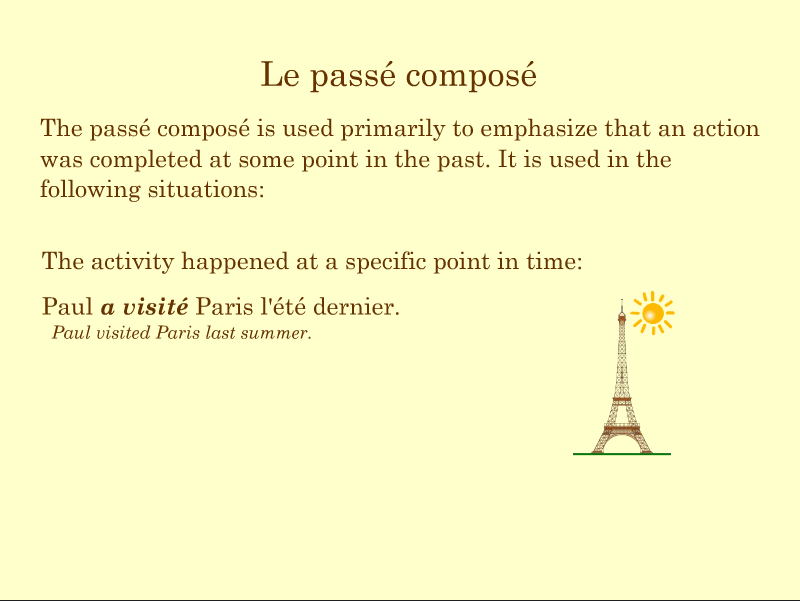 Le passé composé
The passé composé is used primarily to emphasize that an action
was completed at some point in the past. It is used in the
following situations:
The activity happened at a specific point in time:
Paul a visité Paris l'été dernier.
Paul visited Paris last summer.